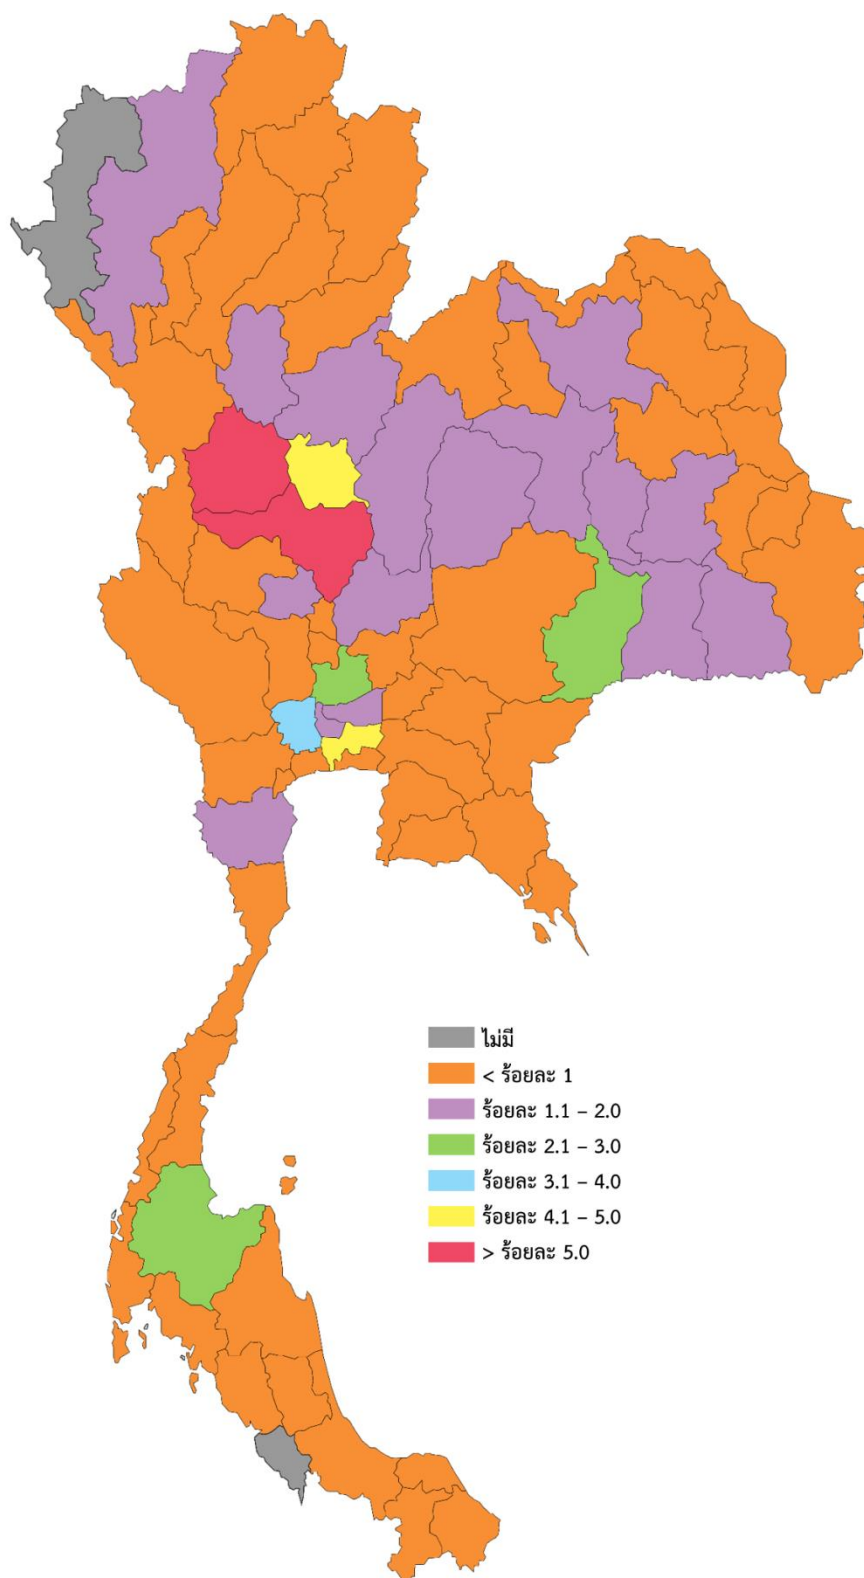 ไม่มี
< ร้อยละ 1
ร้อยละ 1.1 – 2.0
ร้อยละ 2.1 – 3.0
ร้อยละ 3.1 – 4.0
ร้อยละ 4.1 – 5.0
> ร้อยละ 5.0